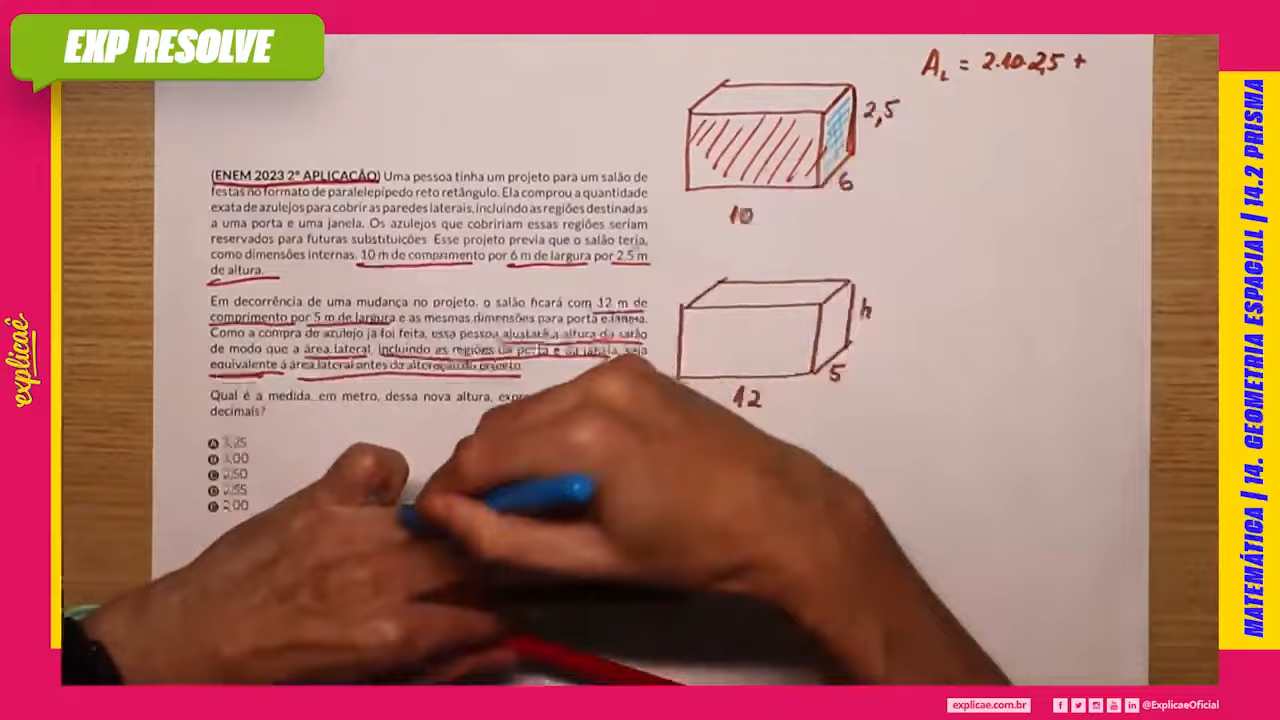 EXP RESOLVE
A_L = 2.10.2,5 +
2,5
6
10
(ENEM 2023 2ª APLICAÇÃO) Uma pessoa tinha um projeto para um salão de
festas no formato de paralelepípedo reto retângulo. Ela comprou a quantidade
exata de azulejos para cobrir as paredes laterais, incluindo as regiões destinadas
a uma porta e uma janela. Os azulejos que cobririam essas regiões seriam
reservados para futuras substituições. Esse projeto previa que o salão teria,
como dimensões internas, 10 m de comprimento por 6 m de largura por 2,5 m
de altura.
Em decorrência de uma mudança no projeto, o salão ficará com 12 m de
comprimento por 5 m de largura e as mesmas dimensões para porta e janela.
Como a compra do azulejo já foi feita, essa pessoa ajustará a altura do salão
de modo que a área lateral, incluindo as regiões da porta e da janela, seja
equivalente à área lateral antes da alteração do projeto.
Qual é a medida, em metro, dessa nova altura,
decimais?
h
5
12
A
B
C 2,50
D 2,55
E 2,00
explicaê
MATEMÁTICA | 14. GEOMETRIA ESPACIAL | 14.2 PRISMA
explicae.com.br
@ExplicaeOficial